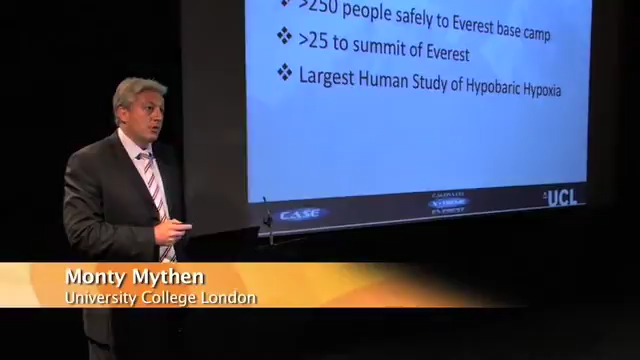 >250 people safely to Everest base camp
>25 to summit of Everest
Largest Human Study of Hypobaric Hypoxia
CASE
XTREME
UCL
Monty Mythen
University College London